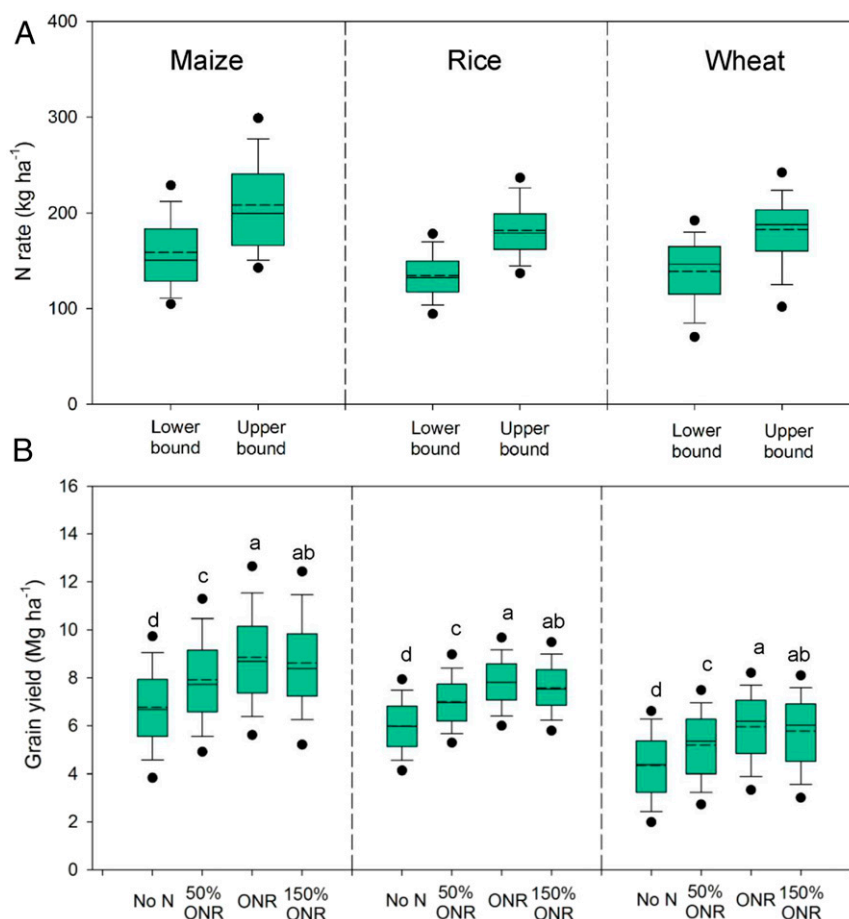 A
400
300
200
100
0
N rate (kg ha⁻¹)
Maize
Rice
Wheat
Lower
bound
Upper
bound
Lower
bound
Upper
bound
Lower
bound
Upper
bound
B
16
14
12
10
8
6
4
2
0
Grain yield (Mg ha⁻¹)
d
c
a
ab
d
c
a
ab
d
c
a
ab
No N
50%
ONR
ONR
150%
ONR
No N
50%
ONR
ONR
150%
ONR
No N
50%
ONR
ONR
150%
ONR